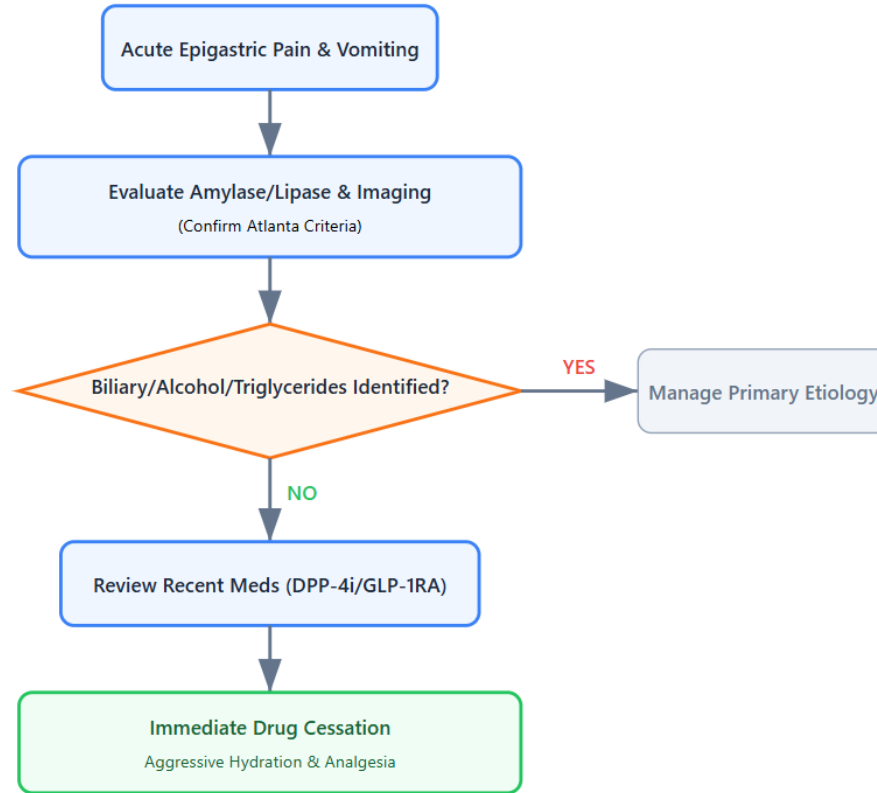 Acute Epigastric Pain & Vomiting
Evaluate Amylase/Lipase & Imaging
(Confirm Atlanta Criteria)
Biliary/Alcohol/Triglycerides Identified?
YES
Manage Primary Etiology
NO
Review Recent Meds (DPP-4i/GLP-1RA)
Immediate Drug Cessation
Aggressive Hydration & Analgesia